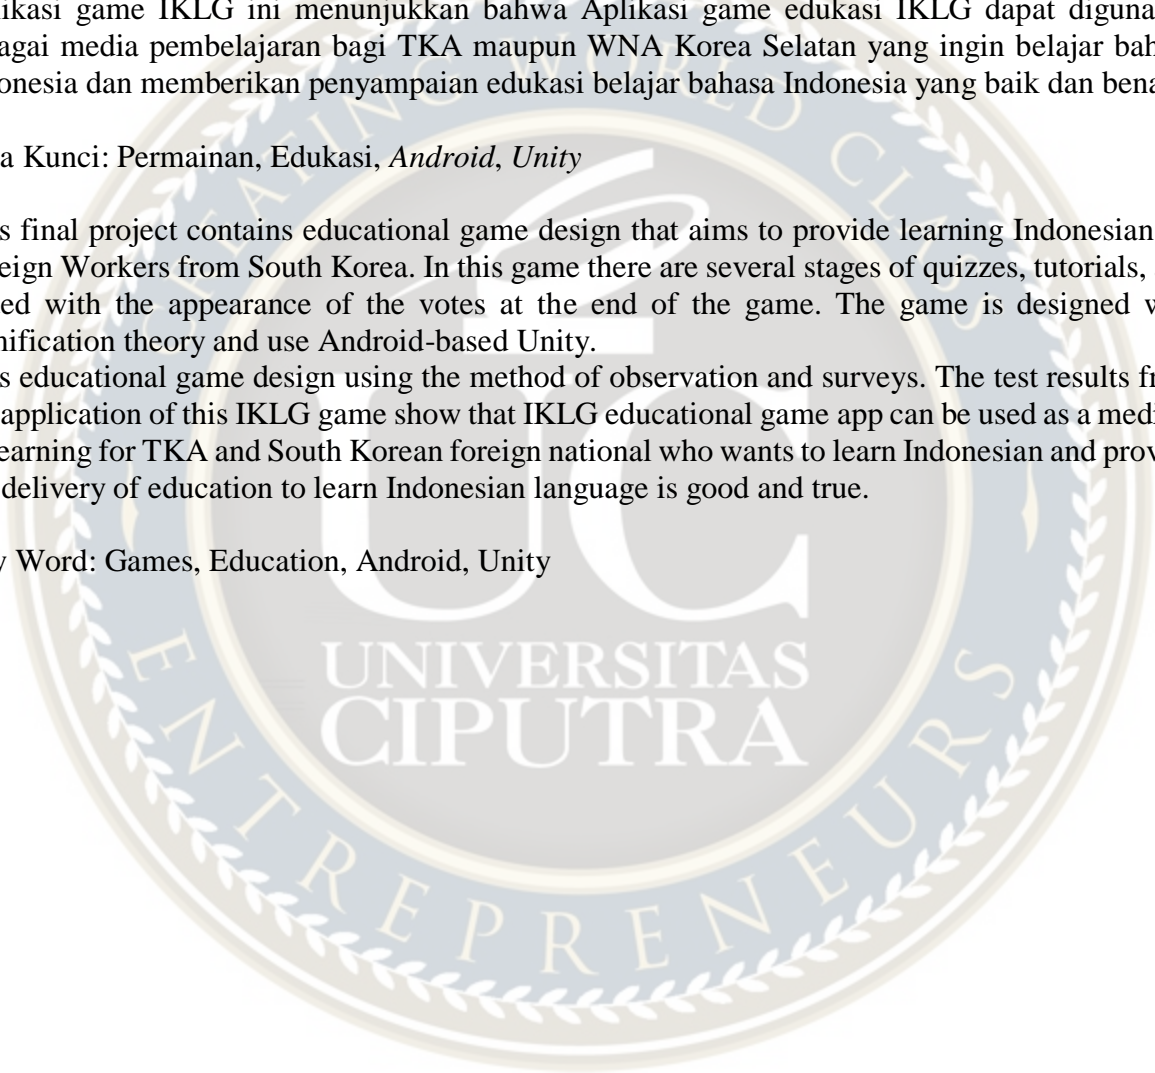 likasi game IKLG ini menunjukkan bahwa Aplikasi game edukasi IKLG dapat diguna
bagai media pembelajaran bagi TKA maupun WNA Korea Selatan yang ingin belajar bah
onesia dan memberikan penyampaian edukasi belajar bahasa Indonesia yang baik dan bena
a Kunci: Permainan, Edukasi, Android, Unity
s final project contains educational game design that aims to provide learning Indonesian
eign Workers from South Korea. In this game there are several stages of quizzes, tutorials,
ed with the appearance of the votes at the end of the game. The game is designed w
nification theory and use Android-based Unity.
s educational game design using the method of observation and surveys. The test results fr
application of this IKLG game show that IKLG educational game app can be used as a medi
earning for TKA and South Korean foreign national who wants to learn Indonesian and prov
delivery of education to learn Indonesian language is good and true.
y Word: Games, Education, Android, Unity
CREATING WORLD CLASS
UC
UNIVERSITAS
CIPUTRA
ENTREPRENEURS